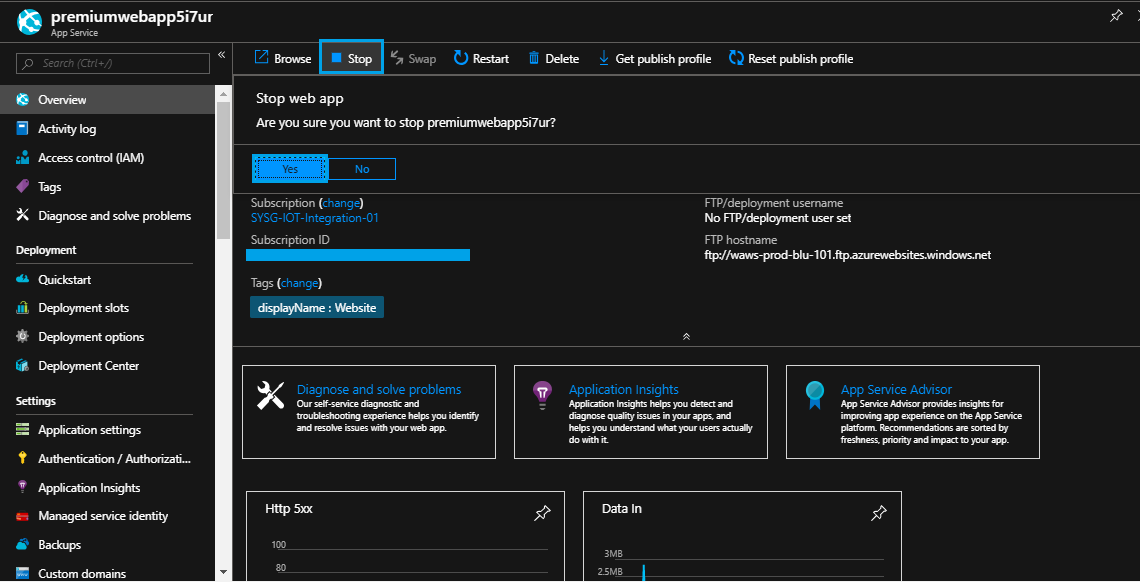 premiumwebapp5i7ur
App Service
Search (Ctrl+/)
«
Overview
Activity log
Access control (IAM)
Tags
Diagnose and solve problems
Deployment
Quickstart
Deployment slots
Deployment options
Deployment Center
Settings
Application settings
Authentication / Authorizati...
Application Insights
Managed service identity
Backups
Custom domains
Browse Stop Swap Restart Delete Get publish profile Reset publish profile
Stop web app
Are you sure you want to stop premiumwebapp5i7ur?
Yes No
Subscription (change)
SYSG-IOT-Integration-01
Subscription ID
Tags (change)
displayName : Website
FTP/deployment username
No FTP/deployment user set
FTP hostname
ftp://waws-prod-blu-101.ftp.azurewebsites.windows.net
Diagnose and solve problems
Our self-service diagnostic and
troubleshooting experience helps you identify
and resolve issues with your web app.
Application Insights
Application Insights helps you detect and
diagnose quality issues in your apps, and
helps you understand what your users actually
do with it.
App Service Advisor
App Service Advisor provides insights for
improving app experience on the App Service
platform. Recommendations are sorted by
freshness, priority and impact to your app.
Http 5xx
100
80
Data In
3MB
2.5MB